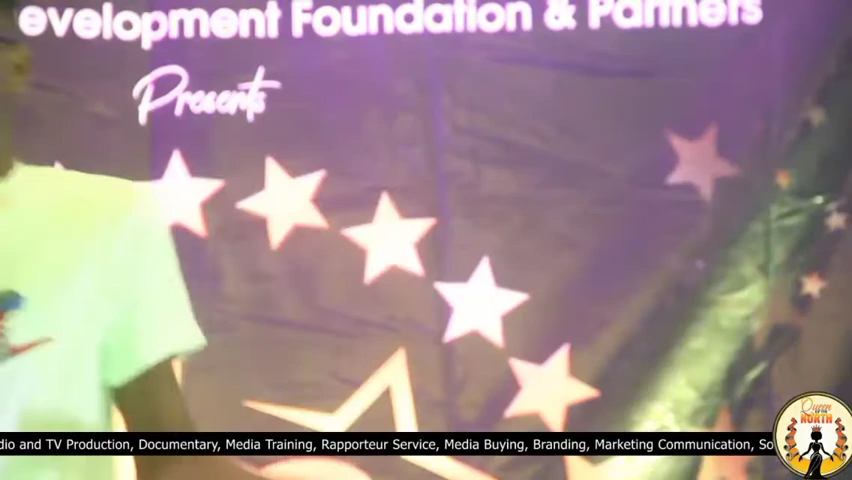 evelopment Foundation & Partners
Presents
dio and TV Production, Documentary, Media Training, Rapporteur Service, Media Buying, Branding, Marketing Communication, So
Queen
NORTH